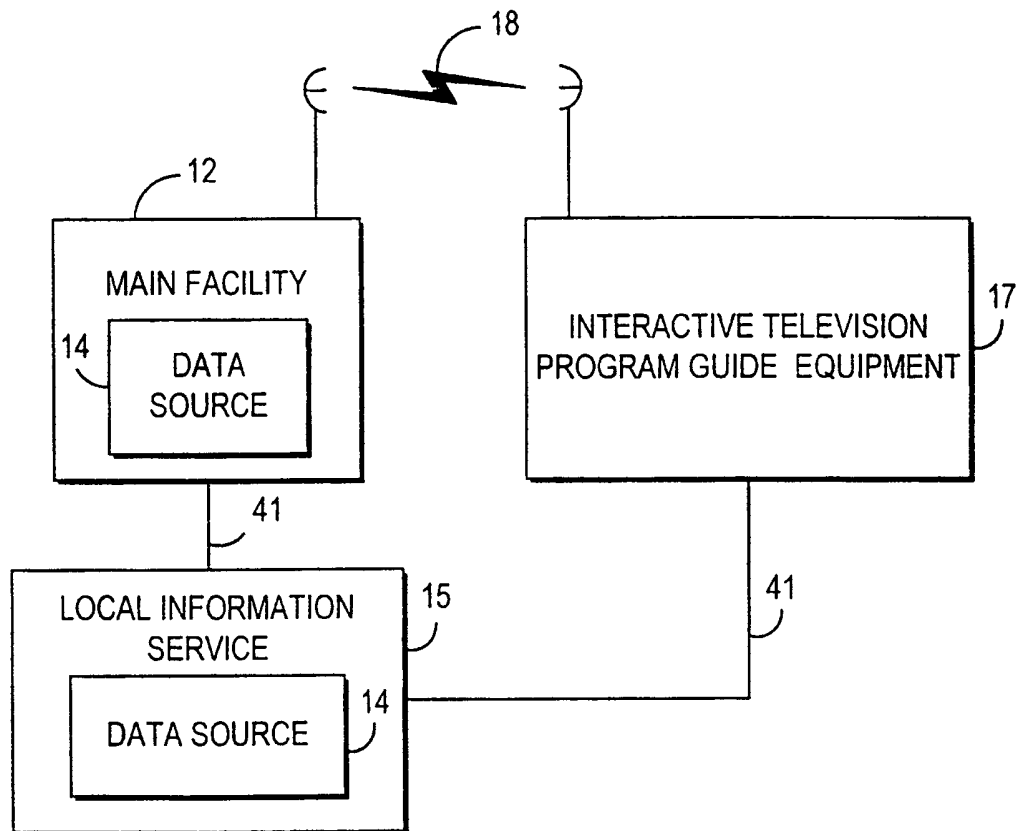 18
12
MAIN FACILITY
14
DATA
SOURCE
INTERACTIVE TELEVISION
PROGRAM GUIDE EQUIPMENT
17
41
LOCAL INFORMATION
SERVICE
15
41
DATA SOURCE
14